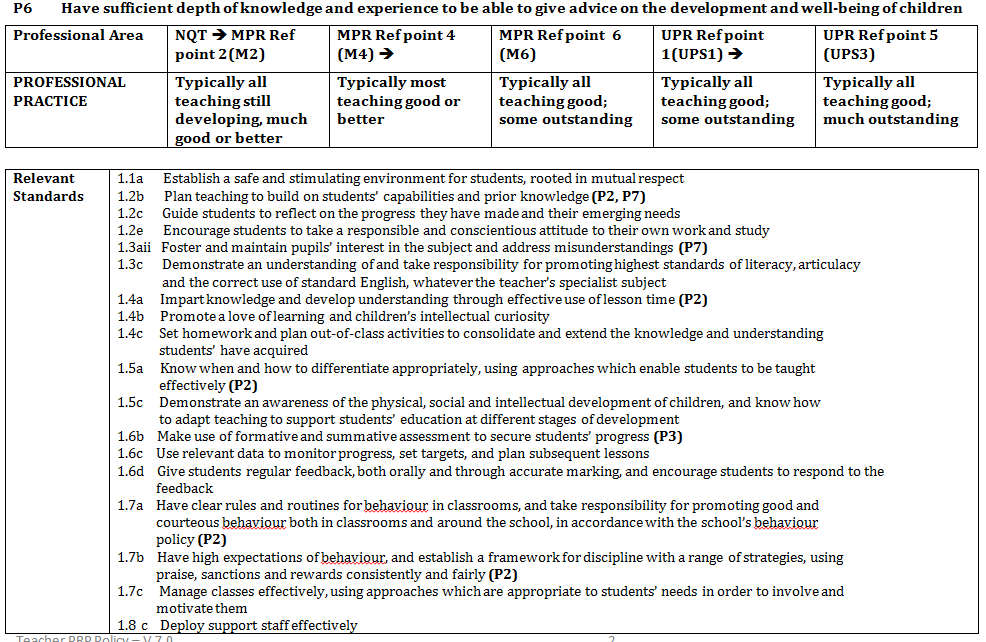 P6 Have sufficient depth of knowledge and experience to be able to give advice on the development and well-being of children
Professional Area
NQT ➔ MPR Ref
point 2(M2)
MPR Ref point 4
(M4) ➔
MPR Ref point 6
(M6)
UPR Ref point
1(UPS1) ➔
UPR Ref point 5
(UPS3)
PROFESSIONAL
PRACTICE
Typically all
teaching still
developing, much
good or better
Typically most
teaching good or
better
Typically all
teaching good;
some outstanding
Typically all
teaching good;
some outstanding
Typically all
teaching good;
much outstanding
Relevant
Standards
1.1a Establish a safe and stimulating environment for students, rooted in mutual respect
1.2b Plan teaching to build on students' capabilities and prior knowledge (P2, P7)
1.2c Guide students to reflect on the progress they have made and their emerging needs
1.2e Encourage students to take a responsible and conscientious attitude to their own work and study
1.3aii Foster and maintain pupils' interest in the subject and address misunderstandings (P7)
1.3c Demonstrate an understanding of and take responsibility for promoting highest standards of literacy, articulacy
and the correct use of standard English, whatever the teacher's specialist subject
1.4a Impart knowledge and develop understanding through effective use of lesson time (P2)
1.4b Promote a love of learning and children's intellectual curiosity
1.4c Set homework and plan out-of-class activities to consolidate and extend the knowledge and understanding
students' have acquired
1.5a Know when and how to differentiate appropriately, using approaches which enable students to be taught
effectively (P2)
1.5c Demonstrate an awareness of the physical, social and intellectual development of children, and know how
to adapt teaching to support students' education at different stages of development
1.6b Make use of formative and summative assessment to secure students' progress (P3)
1.6c Use relevant data to monitor progress, set targets, and plan subsequent lessons
1.6d Give students regular feedback, both orally and through accurate marking, and encourage students to respond to the
feedback
1.7a Have clear rules and routines for behaviour in classrooms, and take responsibility for promoting good and
courteous behaviour both in classrooms and around the school, in accordance with the school's behaviour
policy (P2)
1.7b Have high expectations of behaviour, and establish a framework for discipline with a range of strategies, using
praise, sanctions and rewards consistently and fairly (P2)
1.7c Manage classes effectively, using approaches which are appropriate to students' needs in order to involve and
motivate them
1.8 c Deploy support staff effectively
Teacher PRP Policy – V 7.0 2